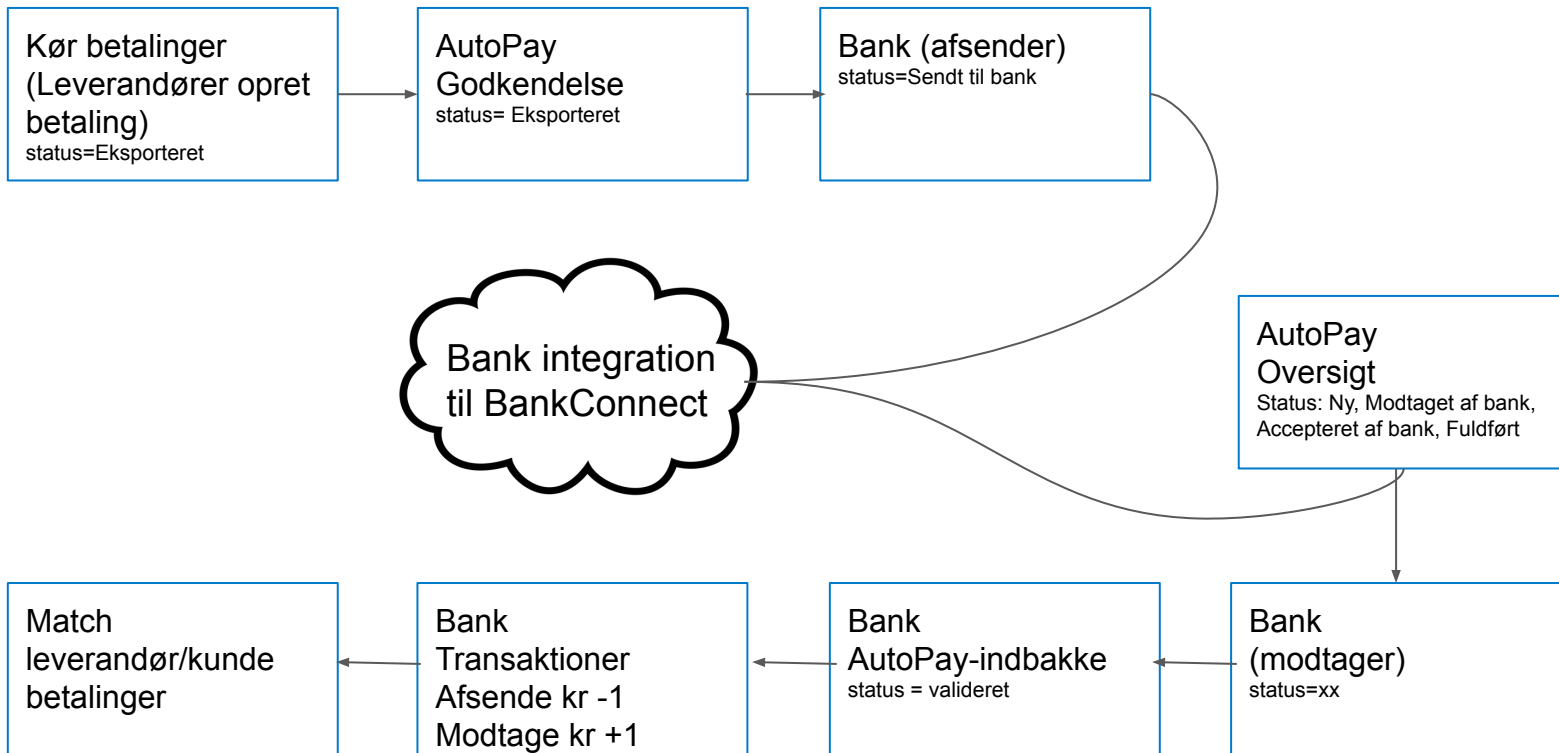 Kør betalinger
(Leverandører opret
betaling)
status=Eksporteret
AutoPay
Godkendelse
status= Eksporteret
Bank (afsender)
status=Sendt til bank
Bank integration
til BankConnect
AutoPay
Oversigt
Status: Ny, Modtaget af bank,
Accepteret af bank, Fuldført
Match
leverandør/kunde
betalinger
Bank
Transaktioner
Afsende kr -1
Modtage kr +1
Bank
AutoPay-indbakke
status = valideret
Bank
(modtager)
status=xx